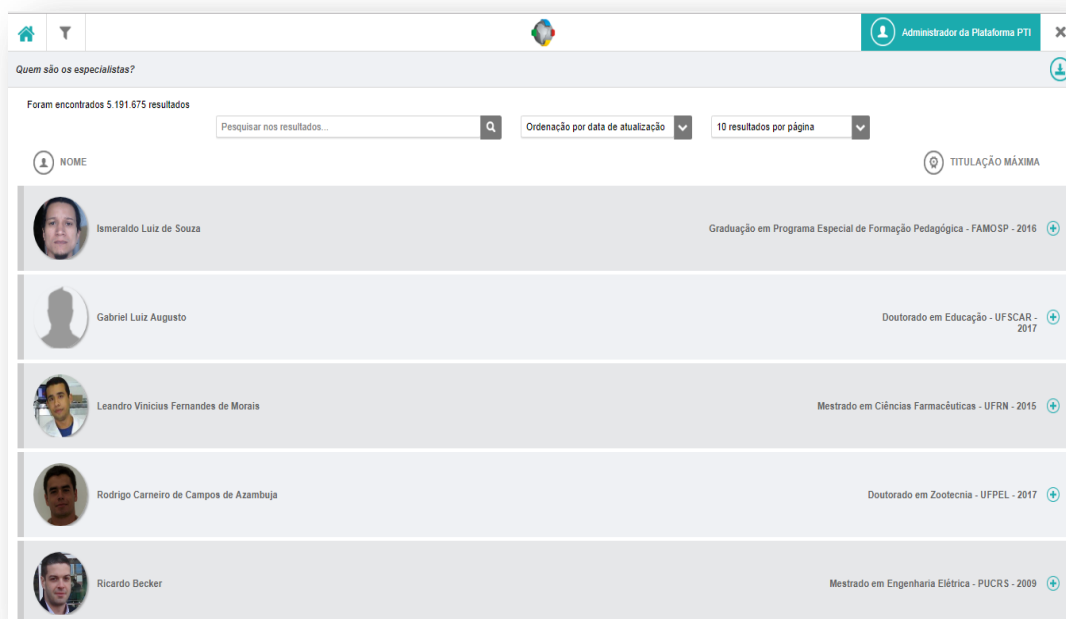 Administrador da Plataforma PTI
Quem são os especialistas?
Foram encontrados 5.191.675 resultados
Pesquisar nos resultados...
Ordenação por data de atualização
10 resultados por página
NOME
TITULAÇÃO MÁXIMA
Ismeraldo Luiz de Souza
Graduação em Programa Especial de Formação Pedagógica - FAMOSP - 2016
Gabriel Luiz Augusto
Doutorado em Educação - UFSCAR -
2017
Leandro Vinicius Fernandes de Morais
Mestrado em Ciências Farmacêuticas - UFRN - 2015
Rodrigo Carneiro de Campos de Azambuja
Doutorado em Zootecnia - UFPEL - 2017
Ricardo Becker
Mestrado em Engenharia Elétrica - PUCRS - 2009